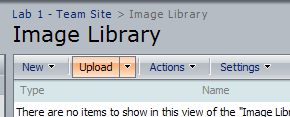 Lab 1 - Team Site > Image Library
Image Library
New Upload Actions Settings
Type Name
There are no items to show in this view of the "Image Lib